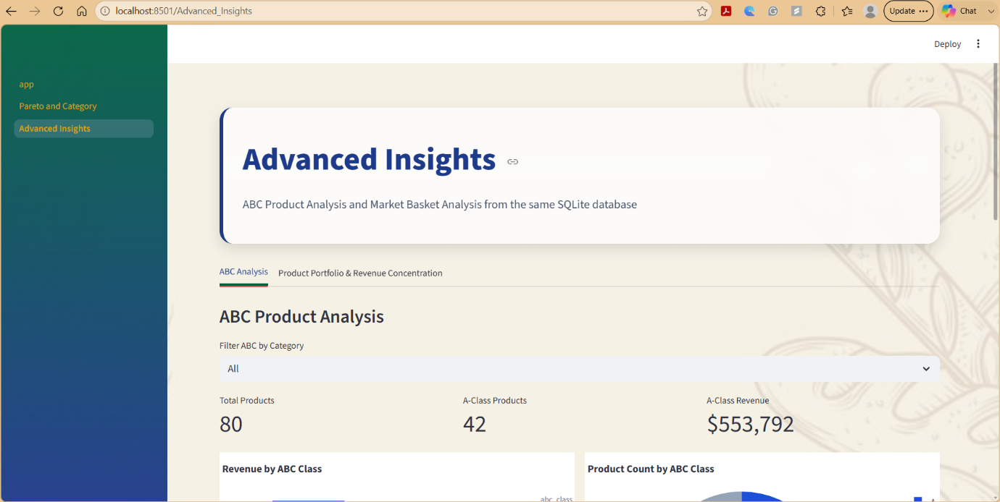 localhost:8501/Advanced_Insights
Update
Chat
Deploy
app
Pareto and Category
Advanced Insights
Advanced Insights
ABC Product Analysis and Market Basket Analysis from the same SQLite database
ABC Analysis
Product Portfolio & Revenue Concentration
ABC Product Analysis
Filter ABC by Category
All
Total Products
80
A-Class Products
42
A-Class Revenue
$553,792
Revenue by ABC Class
abc_class
Product Count by ABC Class
A